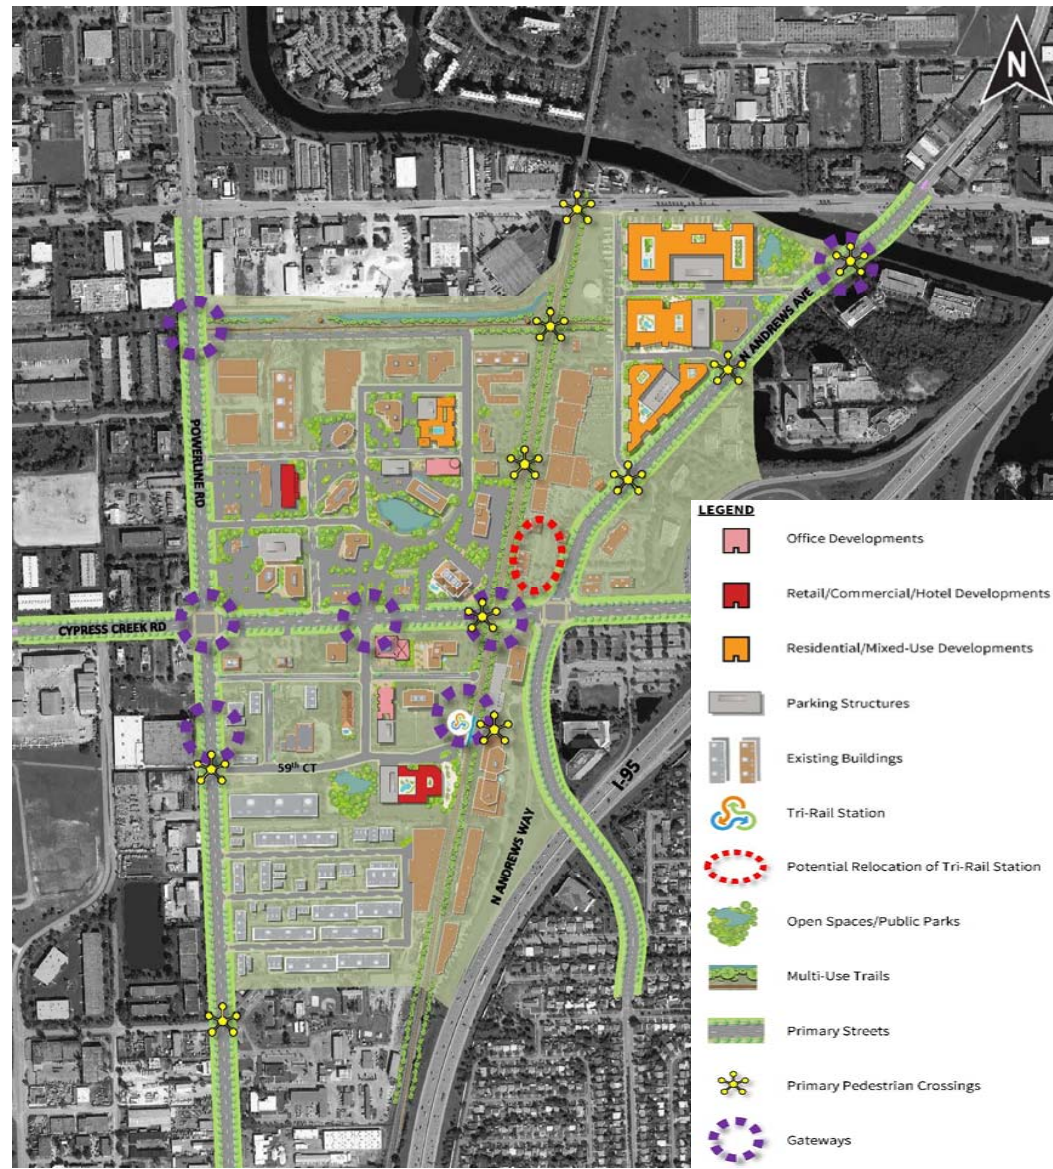 N
N ANDREWS AVE
POWERLINE RD
CYPRESS CREEK RD
59th CT
I-95
N ANDREWS WAY
LEGEND
Office Developments
Retail/Commercial/Hotel Developments
Residential/Mixed-Use Developments
Parking Structures
Existing Buildings
Tri-Rail Station
Potential Relocation of Tri-Rail Station
Open Spaces/Public Parks
Multi-Use Trails
Primary Streets
Primary Pedestrian Crossings
Gateways